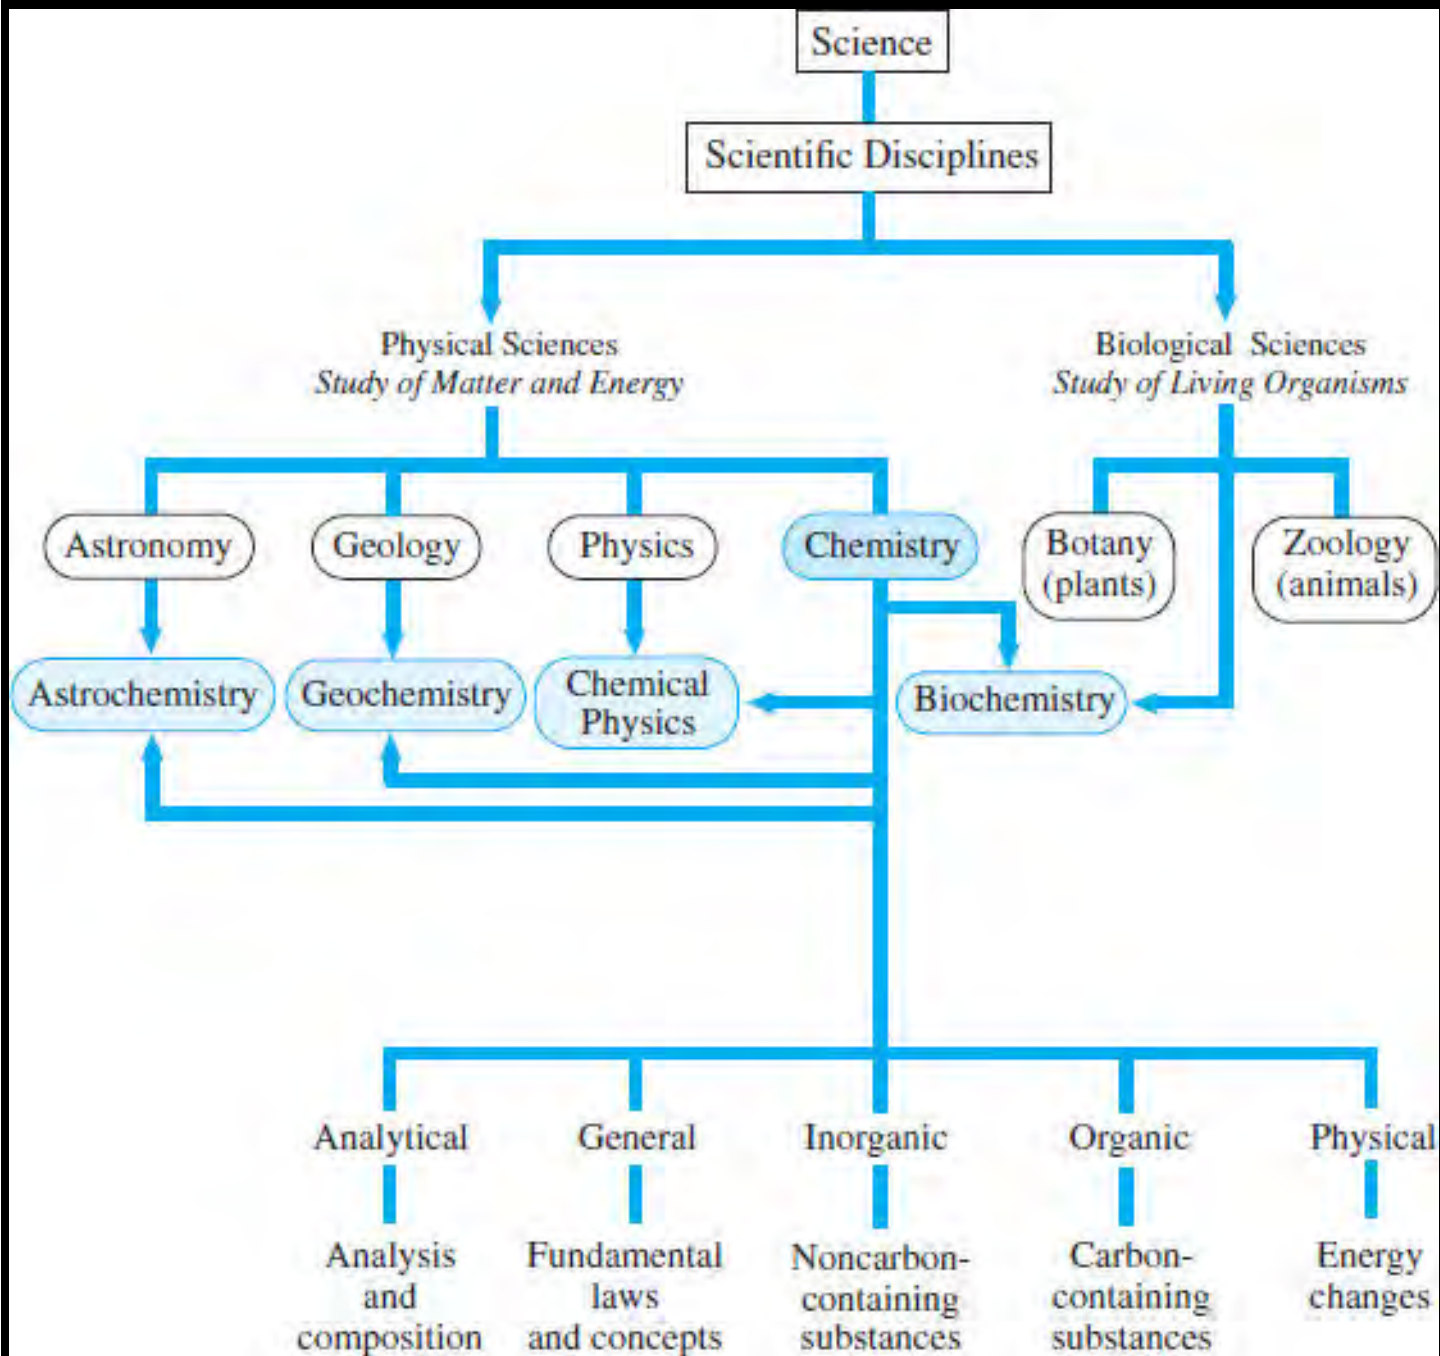 Science
Scientific Disciplines
Physical Sciences
Study of Matter and Energy
Biological Sciences
Study of Living Organisms
Astronomy
Geology
Physics
Chemistry
Botany
(plants)
Zoology
(animals)
Astrochemistry
Geochemistry
Chemical
Physics
Biochemistry
Analytical
General
Inorganic
Organic
Physical
Analysis
and
composition
Fundamental
laws
and concepts
Noncarbon-
containing
substances
Carbon-
containing
substances
Energy
changes